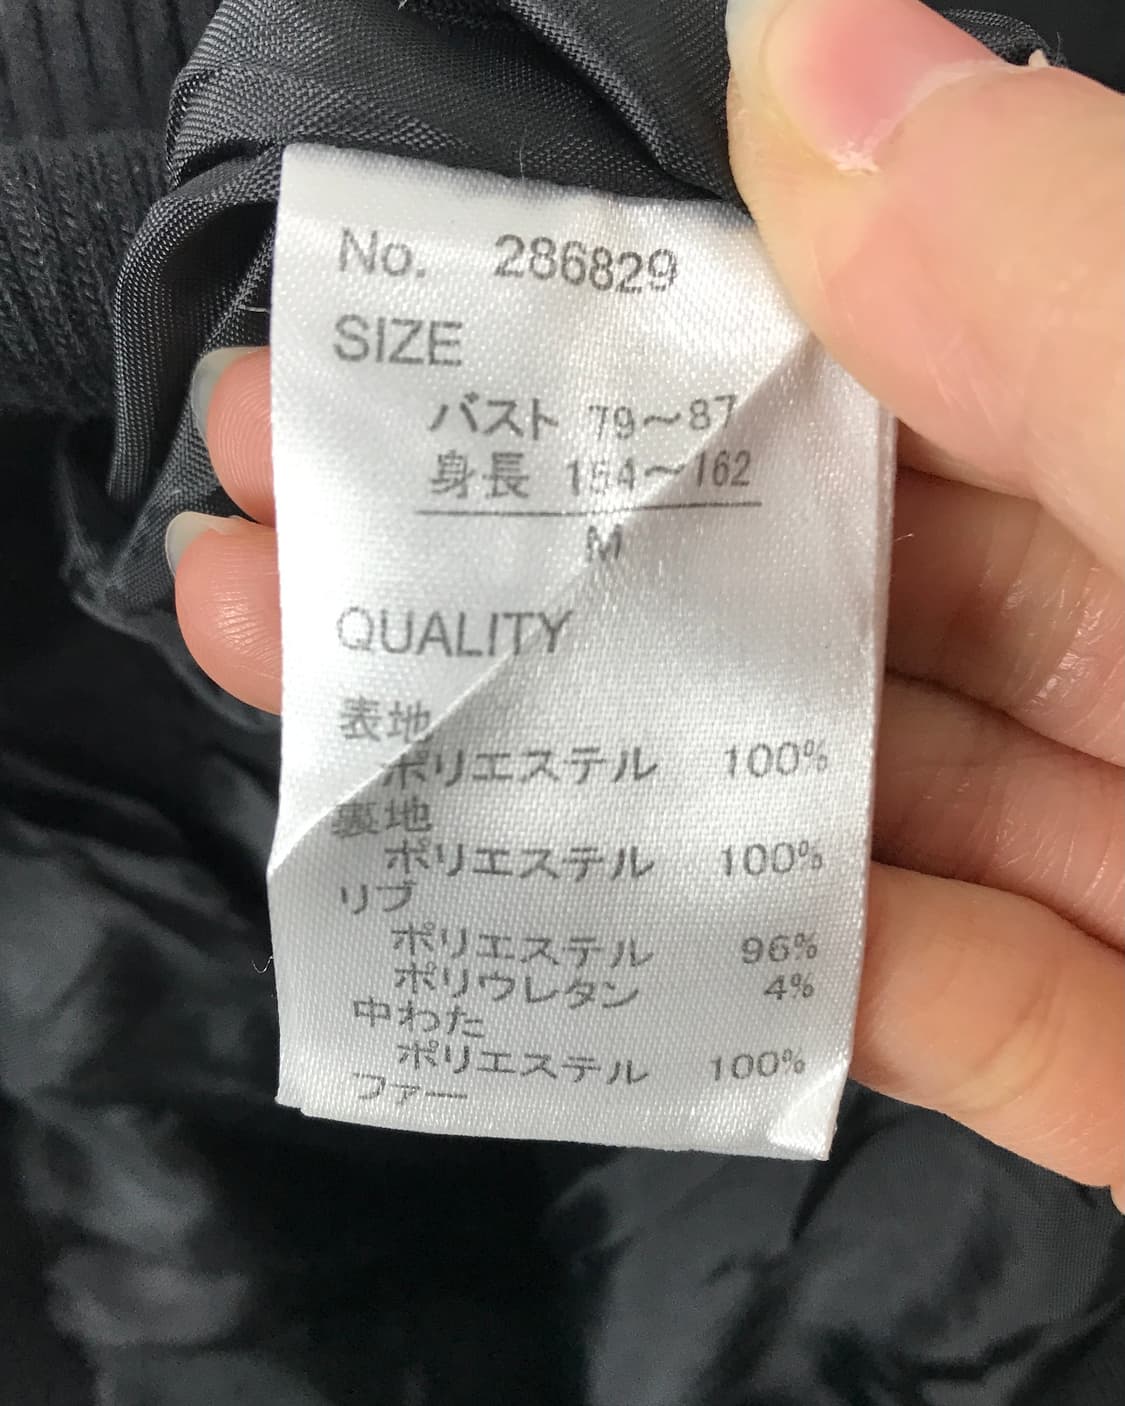 No. 286829
SIZE
バスト 79～87
身長 154～162
M
QUALITY
表地
ポリエステル 100%
裏地
ポリエステル 100%
リブ
ポリエステル 96%
ポリウレタン 4%
中わた
ポリエステル 100%
ファー